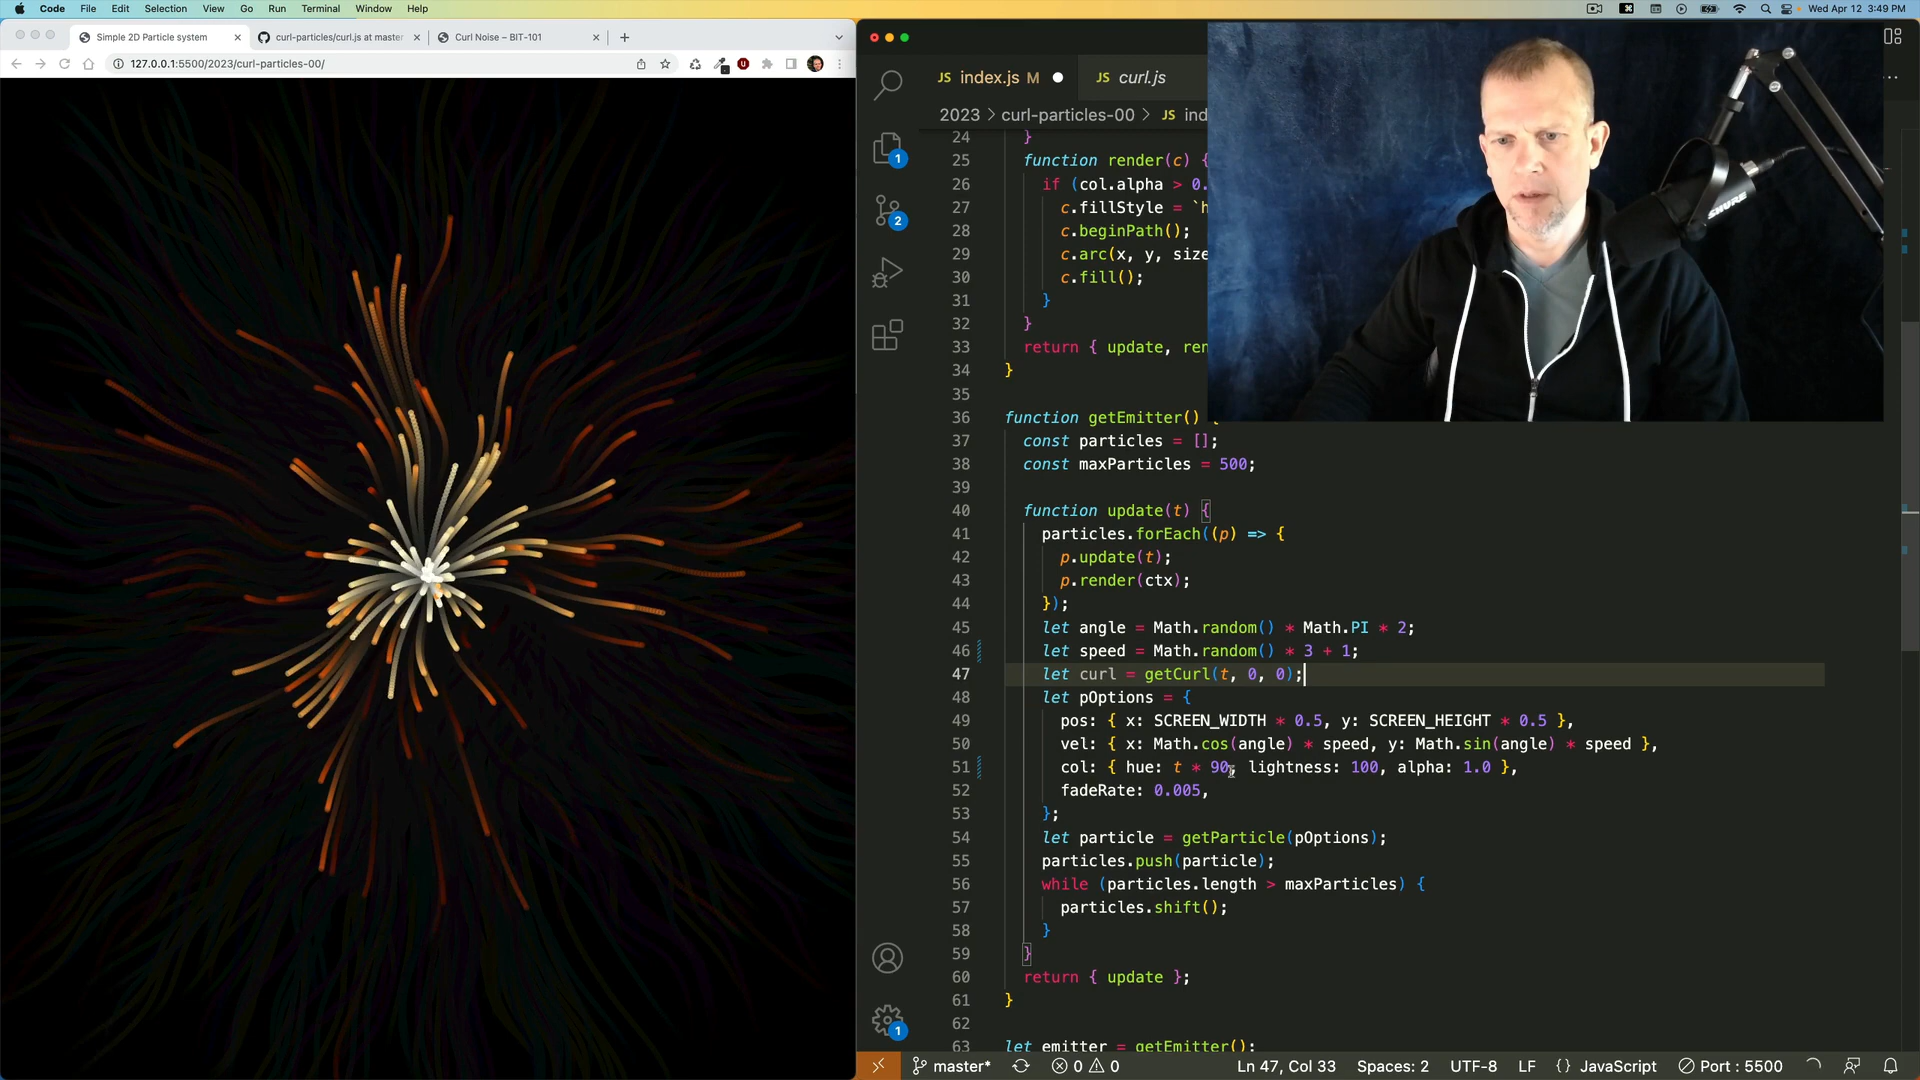 Code File Edit Selection View Go Run Terminal Window Help
Wed Apr 12 3:49 PM
Simple 2D Particle system
curl-particles/curl.js at master
Curl Noise – BIT-101
127.0.0.1:5500/2023/curl-particles-00/
JS index.js M
JS curl.js
2023 > curl-particles-00 > JS ind
24 }
25 function render(c) {
26 if (col.alpha > 0.
27 c.fillStyle = `h
28 c.beginPath();
29 c.arc(x, y, size
30 c.fill();
31 }
32 }
33 return { update, ren
34 }
35
36 function getEmitter() {
37 const particles = [];
38 const maxParticles = 500;
39
40 function update(t) {
41 particles.forEach((p) => {
42 p.update(t);
43 p.render(ctx);
44 });
45 let angle = Math.random() * Math.PI * 2;
46 let speed = Math.random() * 3 + 1;
47 let curl = getCurl(t, 0, 0);
48 let pOptions = {
49 pos: { x: SCREEN_WIDTH * 0.5, y: SCREEN_HEIGHT * 0.5 },
50 vel: { x: Math.cos(angle) * speed, y: Math.sin(angle) * speed },
51 col: { hue: t * 90, lightness: 100, alpha: 1.0 },
52 fadeRate: 0.005,
53 };
54 let particle = getParticle(pOptions);
55 particles.push(particle);
56 while (particles.length > maxParticles) {
57 particles.shift();
58 }
59 }
60 return { update };
61 }
62
63 let emitter = getEmitter();
1
2
1
SHURE
master* 0 0 Ln 47, Col 33 Spaces: 2 UTF-8 LF {} JavaScript Port : 5500